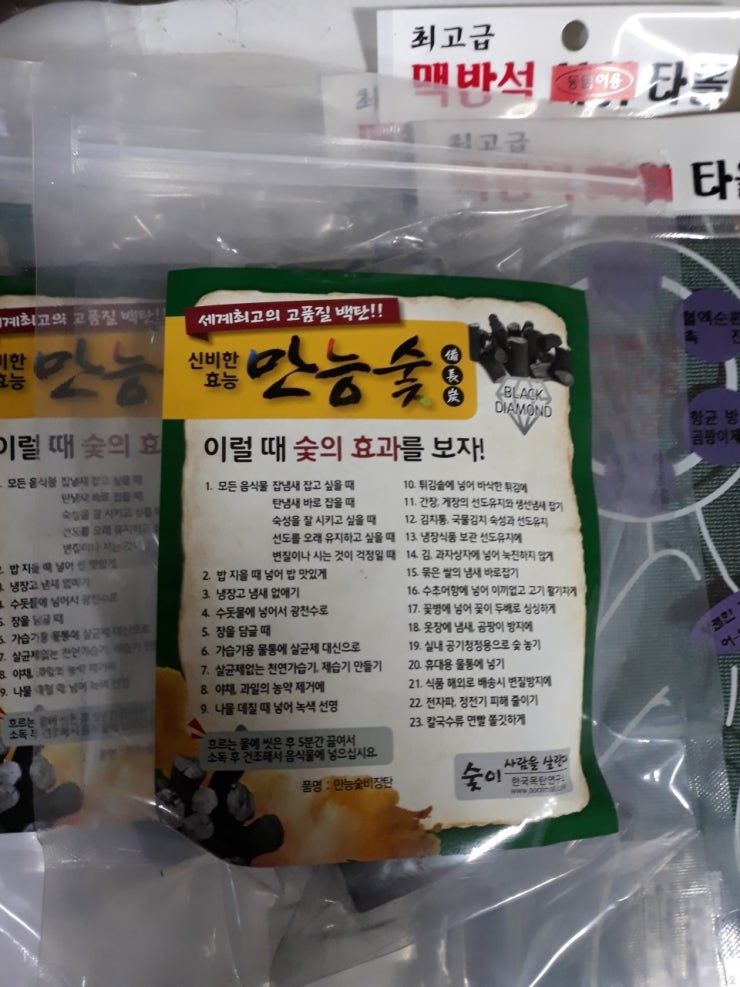 최고급
맥반석
타올
최고급
타올
혈액순환
촉진
항균 방
곰팡이제
세계최고의 고품질 백탄!!
신비한
효능
만능숯
備長炭
BLACK
DIAMOND
이럴 때 숯의 효과를 보자!
1. 모든 음식물 잡냄새 잡고 싶을 때
탄냄새 바로 잡을 때
숙성을 잘 시키고 싶을 때
선도를 오래 유지하고 싶을 때
변질이나 시는 것이 걱정일 때
2. 밥 지을 때 넣어 밥 맛있게
3. 냉장고 냄새 없애기
4. 수돗물에 넣어서 광천수로
5. 장을 담글 때
6. 가습기용 물통에 살균제 대신으로
7. 살균제없는 천연가습기, 제습기 만들기
8. 야채, 과일의 농약 제거에
9. 나물 데칠 때 넣어 녹색 선명
10. 튀김솥에 넣어 바삭한 튀김에
11. 간장, 게장의 선도유지와 생선냄새 잡기
12. 김치통, 국물김치 숙성과 선도유지
13. 냉장식품 보관 선도유지에
14. 김, 과자상자에 넣어 눅진하지 않게
15. 묵은 쌀의 냄새 바로잡기
16. 수초어항에 넣어 이끼없고 고기 활기차게
17. 꽃병에 넣어 꽃이 두배로 싱싱하게
18. 옷장에 냄새, 곰팡이 방지에
19. 실내 공기청정용으로 숯 놓기
20. 휴대용 물통에 넣기
21. 식품 해외로 배송시 변질방지에
22. 전자파, 정전기 피해 줄이기
23. 칼국수류 면빨 쫄깃하게
흐르는 물에 씻은 후 5분간 끓여서
소독 후 건조해서 음식물에 넣으십시요.
품명 : 만능숯비장탄
숯이 사람을 살린다
한국목탄연구소